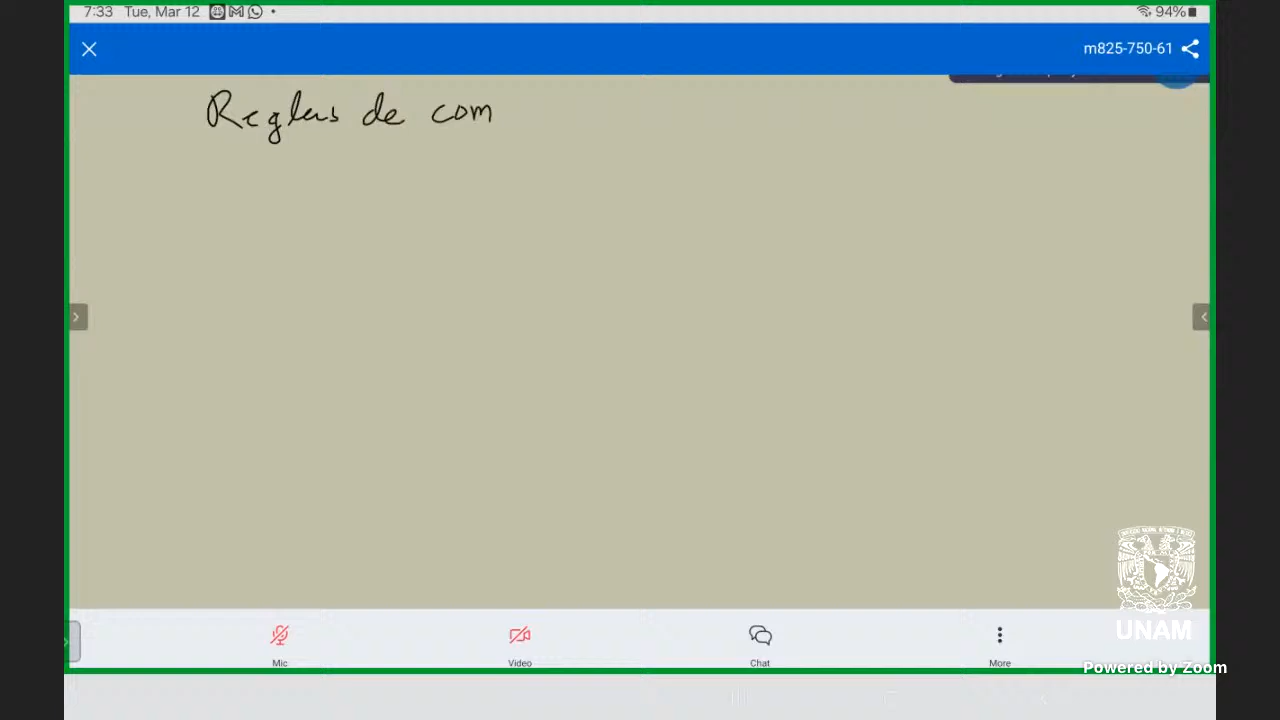 7:33 Tue, Mar 12 94%
m825-750-61
Reglas de com
Mic Video Chat More
UNAM
Powered by Zoom